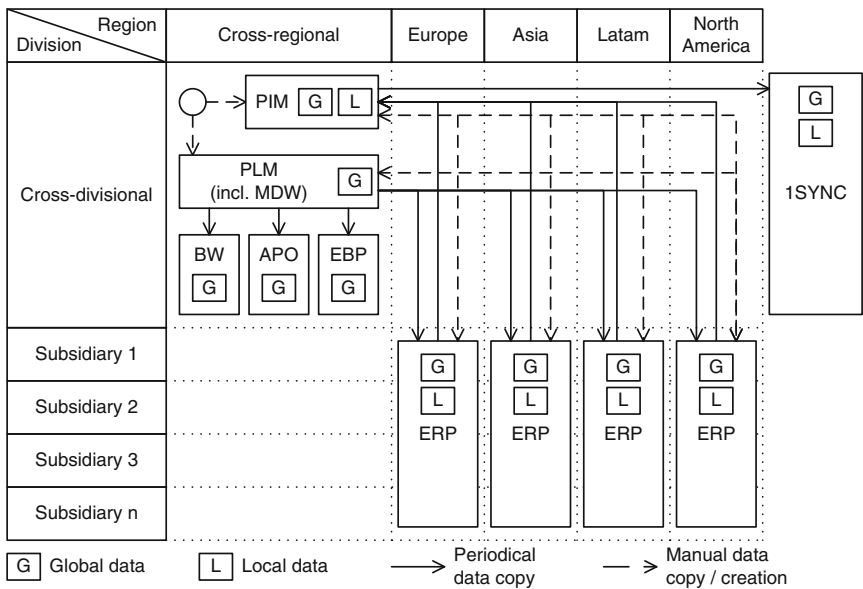 Region
Division
Cross-regional
Europe
Asia
Latam
North
America
Cross-divisional
PIM G L
PLM
(incl. MDW)
G
BW
G
APO
G
EBP
G
G
L
1SYNC
Subsidiary 1
Subsidiary 2
Subsidiary 3
Subsidiary n
G
L
ERP
G
L
ERP
G
L
ERP
G
L
ERP
G Global data
L Local data
Periodical
data copy
Manual data
copy / creation